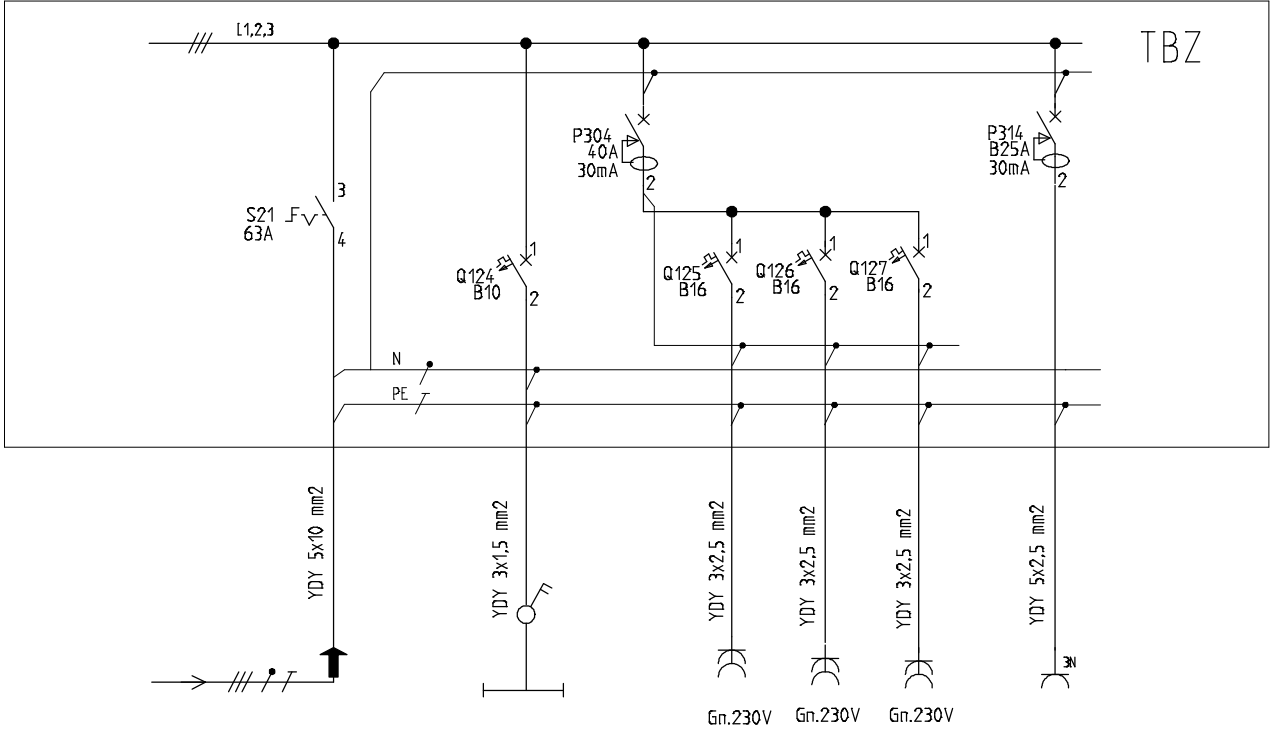 L1,2,3
TBZ
P304
40A
30mA
2
P314
B25A
30mA
2
3
S21
63A
4
1
Q124
B10
2
1
Q125
B16
2
1
Q126
B16
2
1
Q127
B16
2
N
PE
YDY 5x10 mm2
YDY 3x1,5 mm2
YDY 3x2,5 mm2
YDY 3x2,5 mm2
YDY 3x2,5 mm2
YDY 5x2,5 mm2
3N
Gn.230V
Gn.230V
Gn.230V